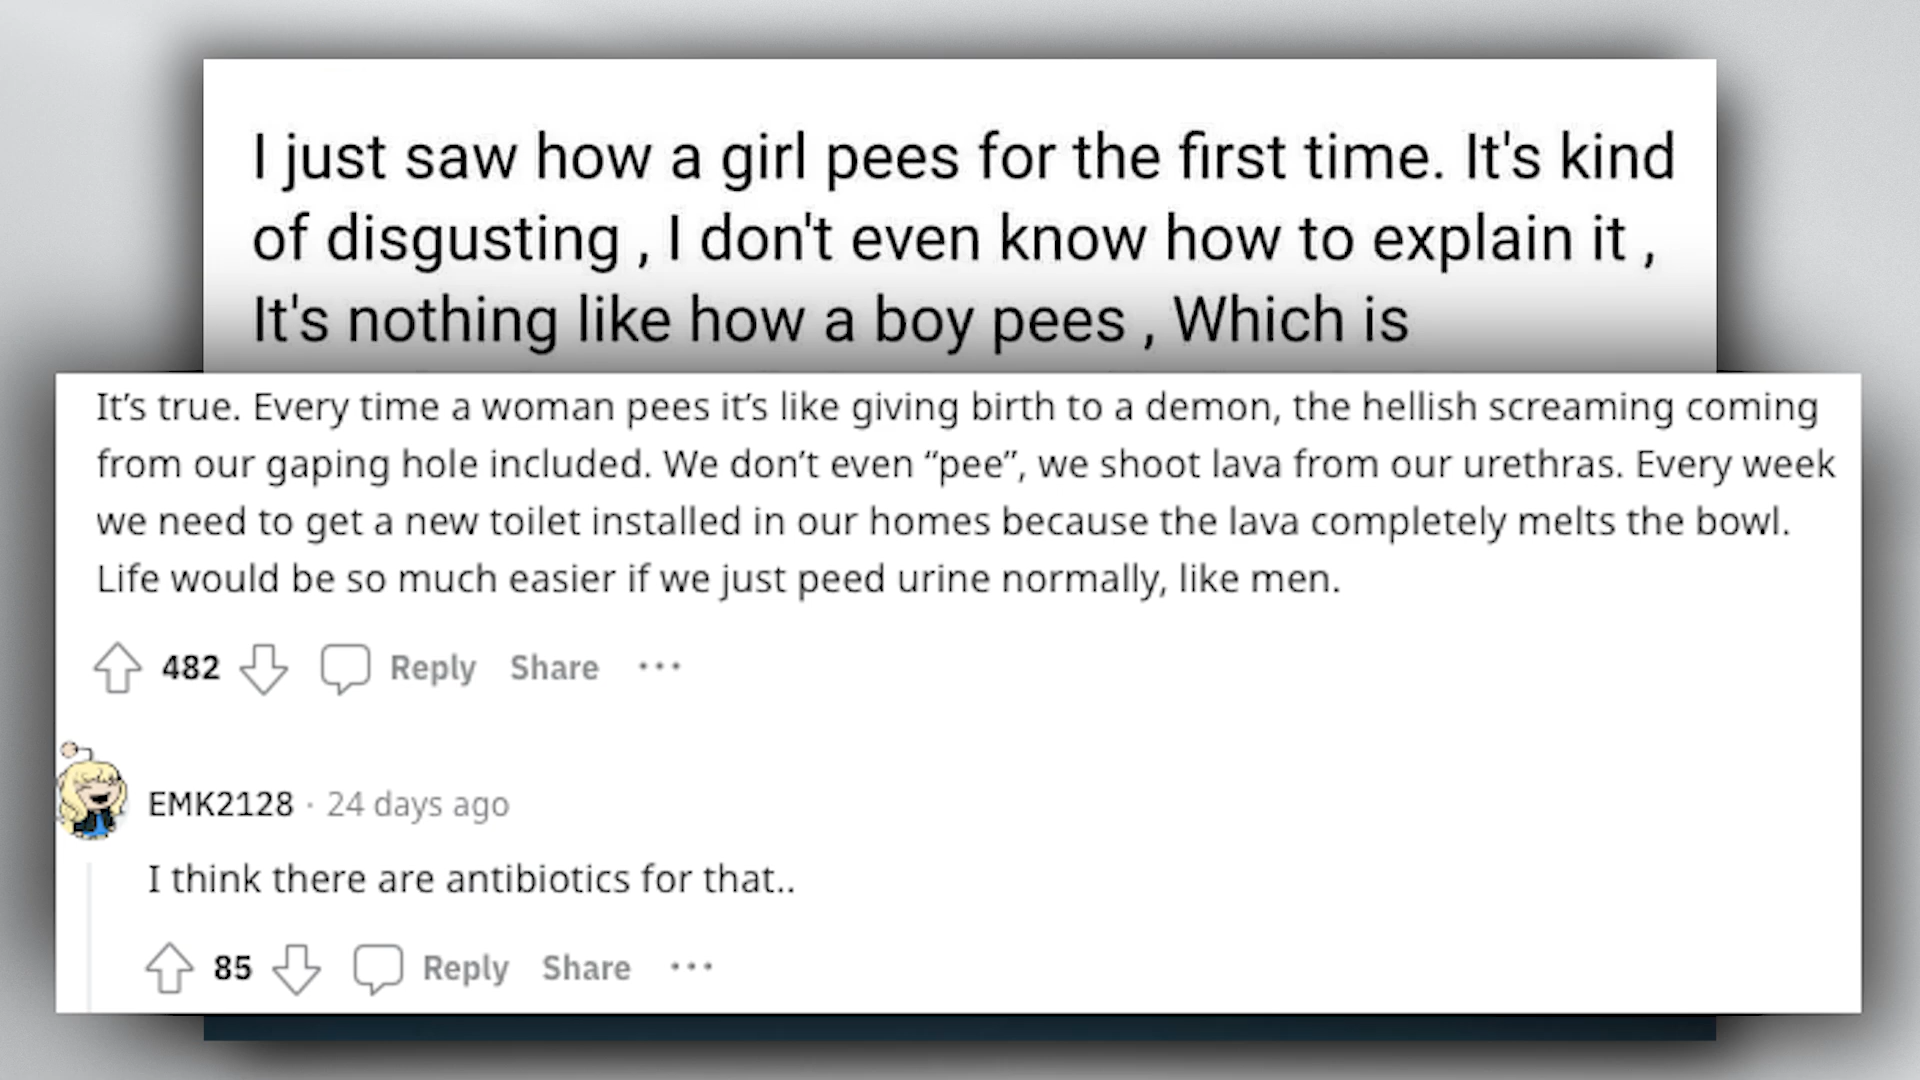 I just saw how a girl pees for the first time. It's kind
of disgusting , I don't even know how to explain it ,
It's nothing like how a boy pees , Which is
It’s true. Every time a woman pees it’s like giving birth to a demon, the hellish screaming coming
from our gaping hole included. We don’t even “pee”, we shoot lava from our urethras. Every week
we need to get a new toilet installed in our homes because the lava completely melts the bowl.
Life would be so much easier if we just peed urine normally, like men.
482 Reply Share ···
EMK2128 · 24 days ago
I think there are antibiotics for that..
85 Reply Share ···